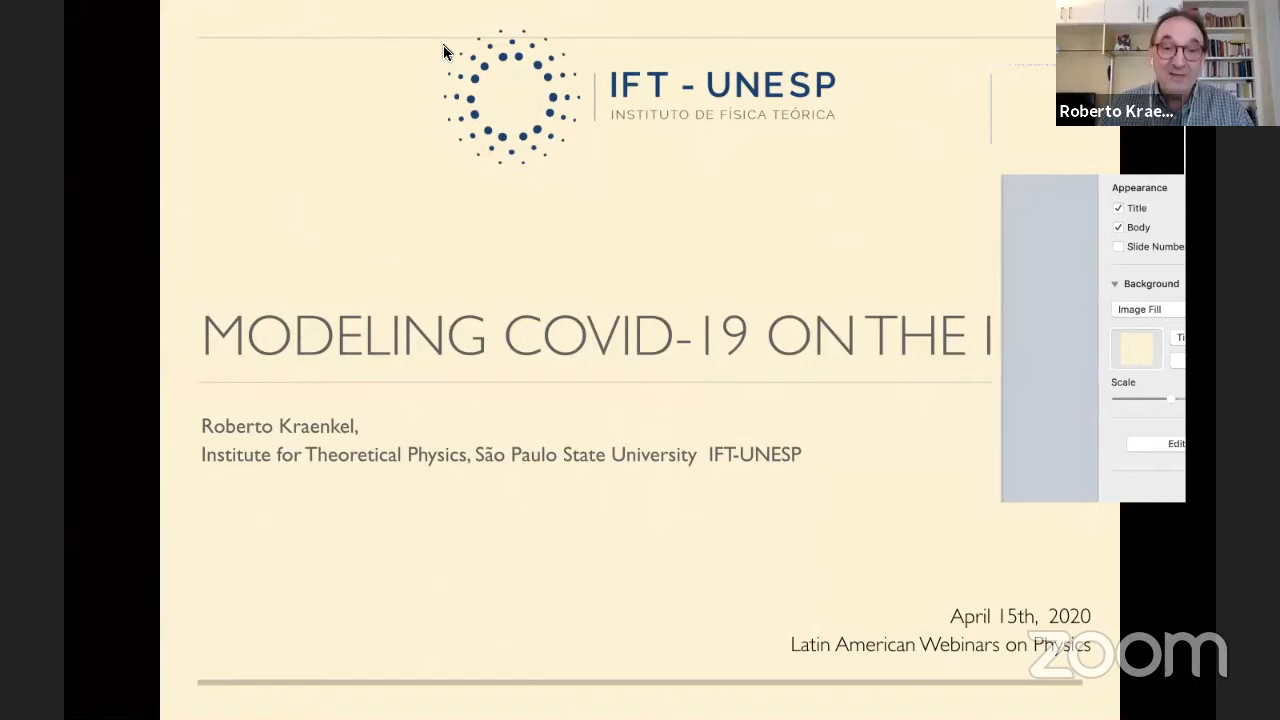 IFT - UNESP
INSTITUTO DE FÍSICA TEÓRICA
Roberto Krae...
Appearance
Title
Body
Slide Numbe
Background
Image Fill
Ti
Scale
Edit
MODELING COVID-19 ON THE I
Roberto Kraenkel,
Institute for Theoretical Physics, São Paulo State University IFT-UNESP
April 15th, 2020
Latin American Webinars on Physics
zoom